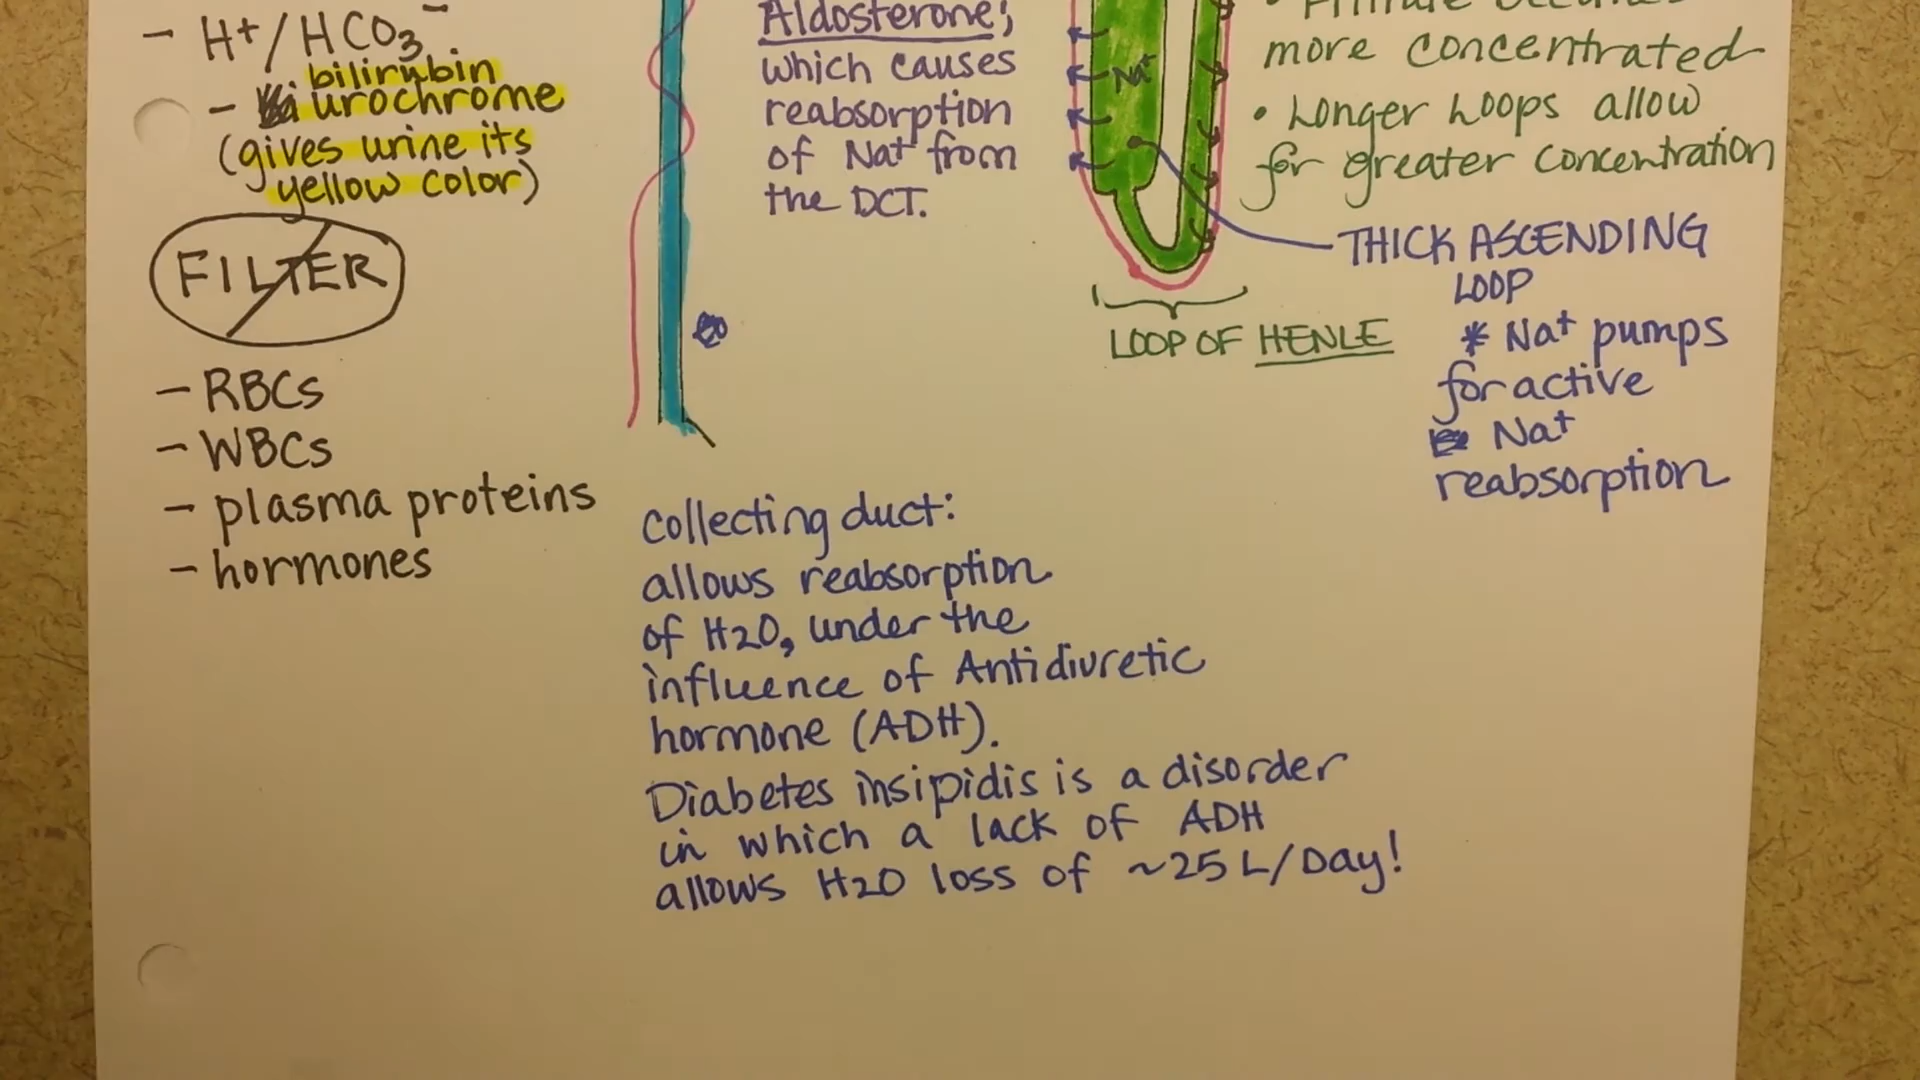 - H+/HCO3-
bilirubin
- urochrome
(gives urine its
yellow color)
FILTER
- RBCs
- WBCs
- plasma proteins
- hormones
Aldosterone,
which causes
reabsorption
of Na+ from
the DCT.
Na+
more concentrated
• Longer Loops allow
for greater concentration
THICK ASCENDING
LOOP
* Na+ pumps
for active
Na+
reabsorption
LOOP OF HENLE
Collecting duct:
allows reabsorption
of H2O, under the
influence of Antidiuretic
hormone (ADH).
Diabetes insipidis is a disorder
in which a lack of ADH
allows H2O loss of ~25 L/Day!